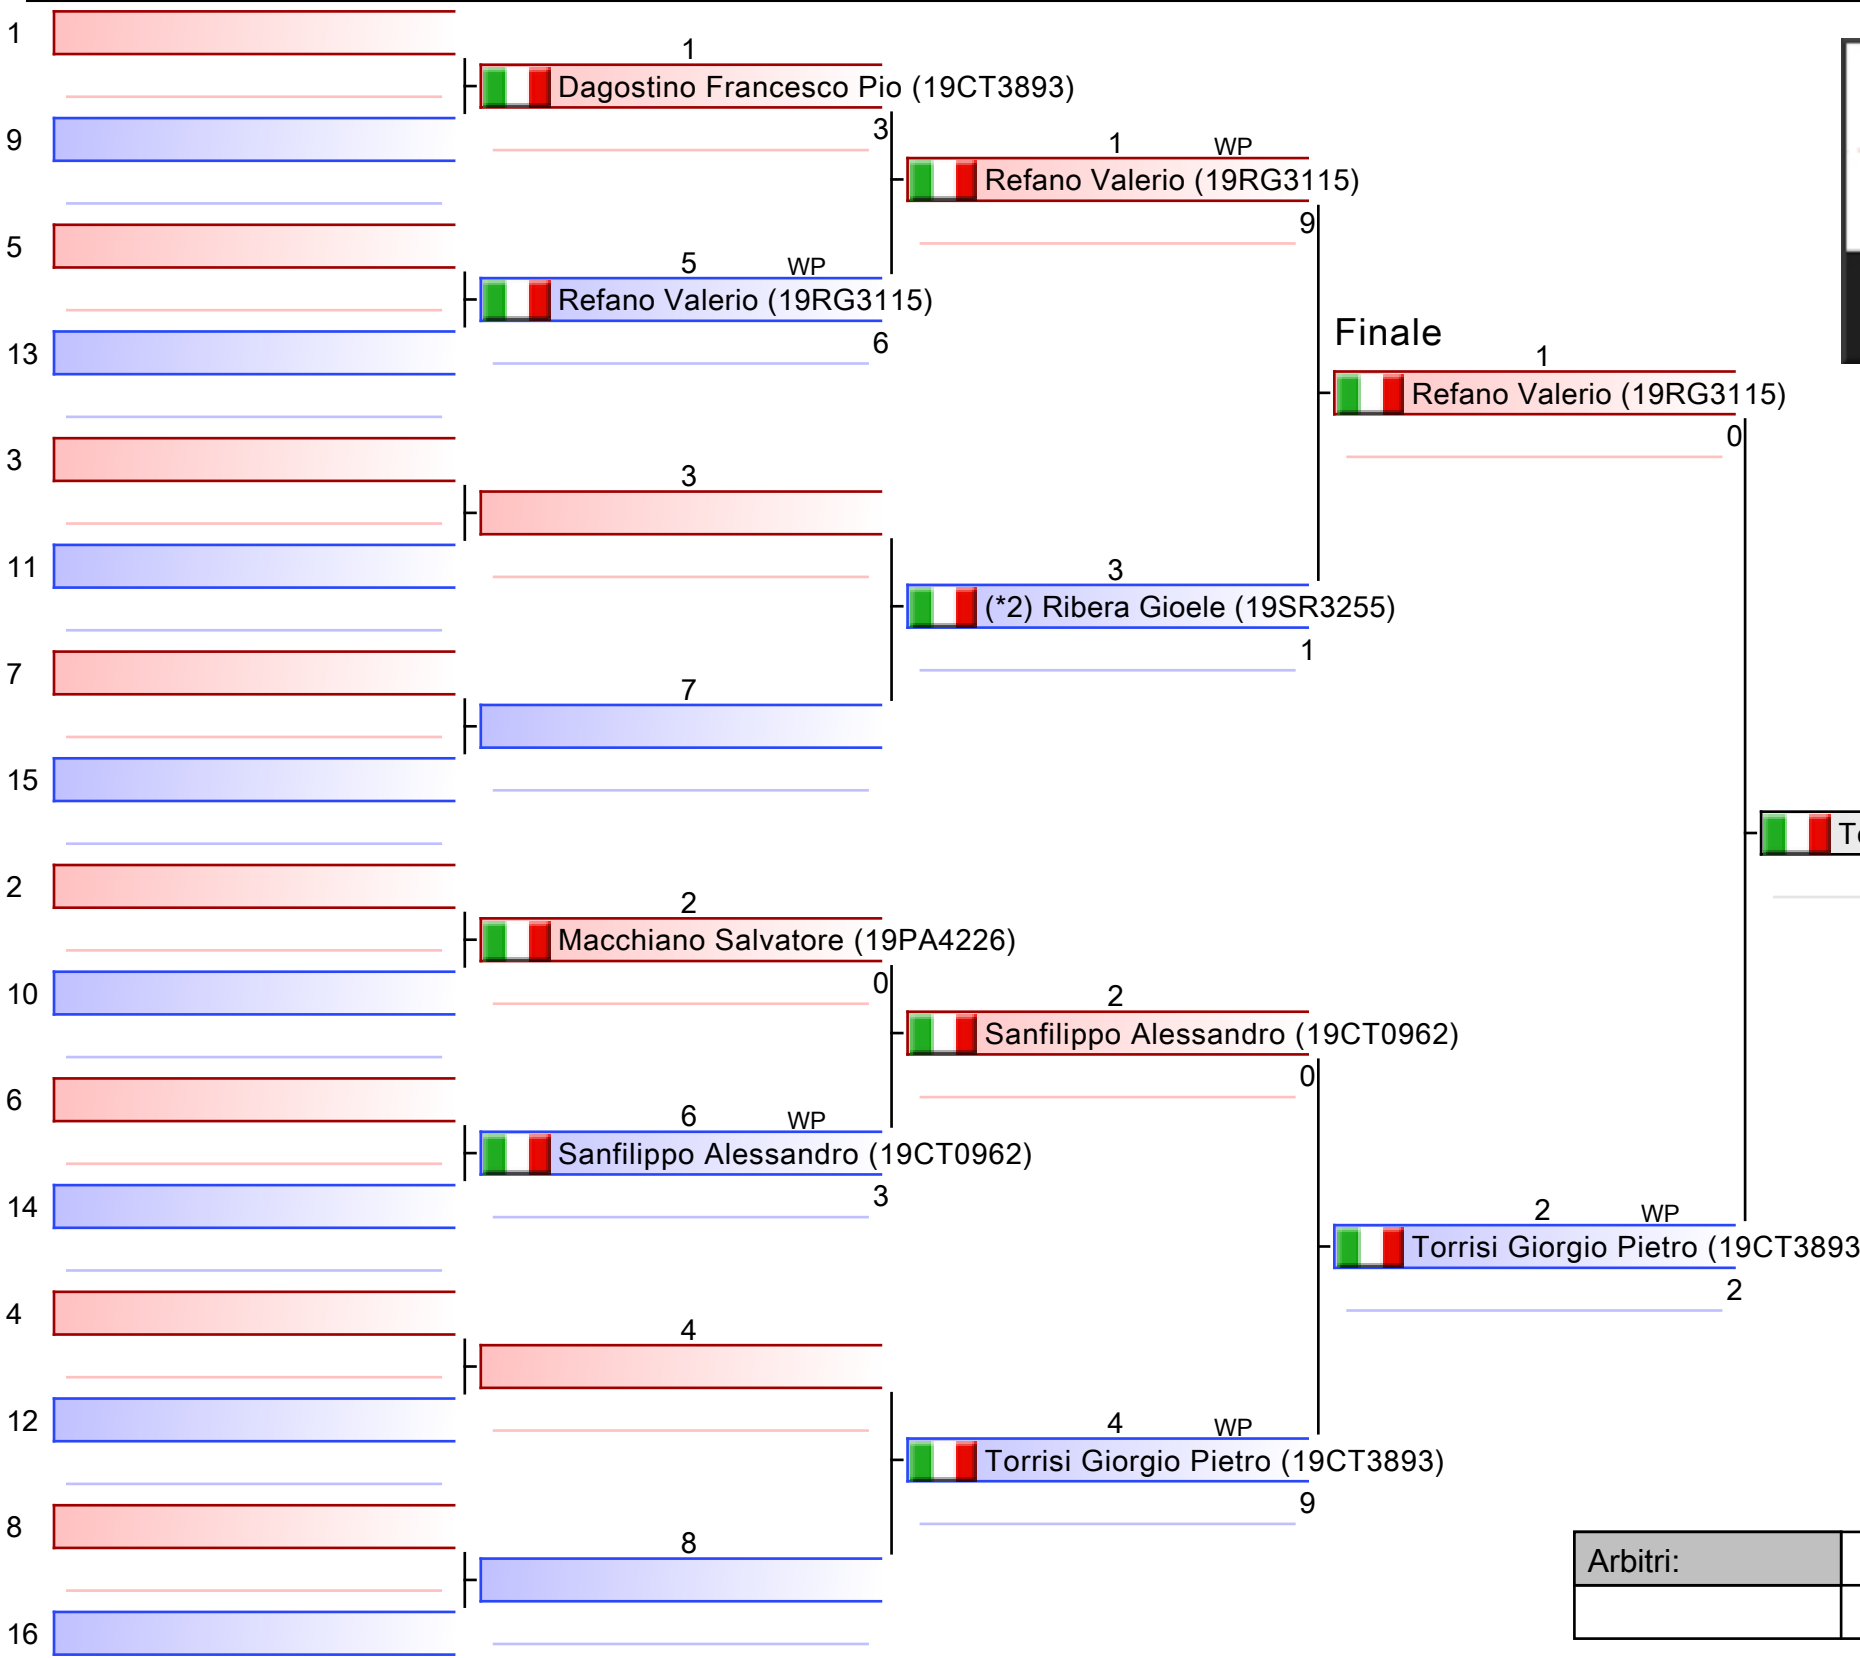 1
9
5
13
3
11
7
15
2
10
6
14
4
12
8
16
1
Dagostino Francesco Pio (19CT3893)
3
5 WP
Refano Valerio (19RG3115)
6
3
7
2
Macchiano Salvatore (19PA4226)
0
6 WP
Sanfilippo Alessandro (19CT0962)
3
4
8
1 WP
Refano Valerio (19RG3115)
9
3
(*2) Ribera Gioele (19SR3255)
1
2
Sanfilippo Alessandro (19CT0962)
0
4 WP
Torrisi Giorgio Pietro (19CT3893)
9
Finale
1
Refano Valerio (19RG3115)
0
2 WP
Torrisi Giorgio Pietro (19CT3893
2
Arbitri: